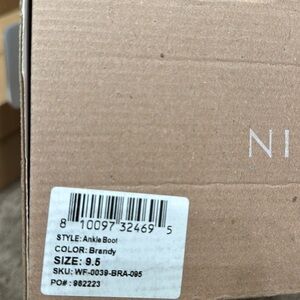 NI
8 10097 32469 5
STYLE: Ankle Boot
COLOR: Brandy
SIZE: 9.5
SKU: WF-0039-BRA-095
PO#: 982223